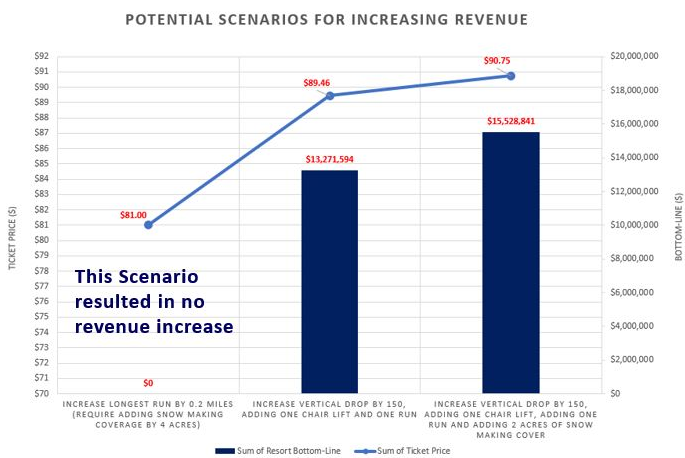 POTENTIAL SCENARIOS FOR INCREASING REVENUE
$92
$91
$90
$89
$88
$87
$86
$85
$84
$83
$82
$81
$80
$79
$78
$77
$76
$75
$74
$73
$72
$71
$70
TICKET PRICE ($)
$20,000,000
$18,000,000
$16,000,000
$14,000,000
$12,000,000
$10,000,000
$8,000,000
$6,000,000
$4,000,000
$2,000,000
$0
BOTTOM-LINE ($)
$81.00
$89.46
$90.75
$13,271,594
$15,528,841
This Scenario
resulted in no
revenue increase
$0
INCREASE LONGEST RUN BY 0.2 MILES
(REQUIRE ADDING SNOW MAKING
COVERAGE BY 4 ACRES)
INCREASE VERTICAL DROP BY 150,
ADDING ONE CHAIR LIFT AND ONE RUN
INCREASE VERTICAL DROP BY 150,
ADDING ONE CHAIR LIFT, ADDING ONE
RUN AND ADDING 2 ACRES OF SNOW
MAKING COVER
Sum of Resort Bottom-Line
Sum of Ticket Price